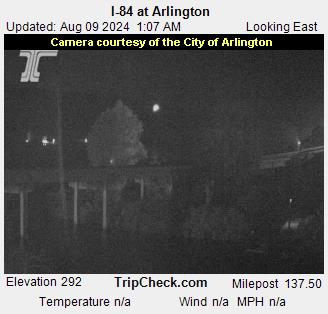 I-84 at Arlington
Updated: Aug 09 2024 1:07 AM Looking East
Camera courtesy of the City of Arlington
Elevation 292 TripCheck.com Milepost 137.50
Temperature n/a Wind n/a MPH n/a